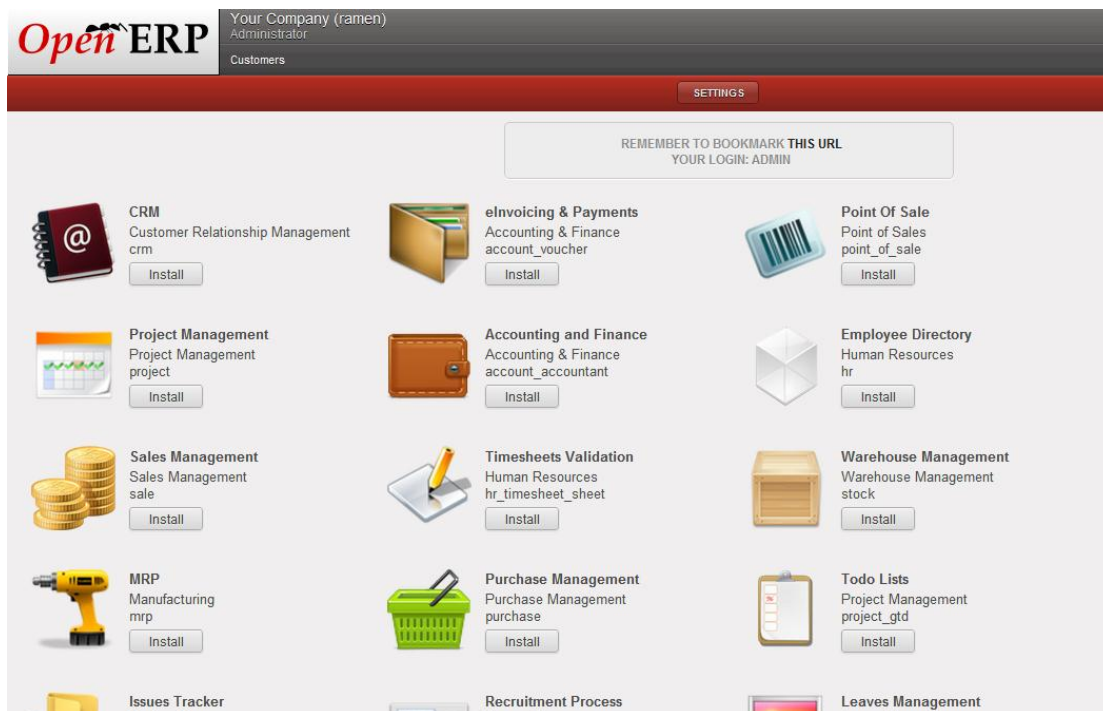 Open ERP
Your Company (ramen)
Administrator
Customers
SETTINGS
REMEMBER TO BOOKMARK THIS URL
YOUR LOGIN: ADMIN
CRM
Customer Relationship Management
crm
Install
eInvoicing & Payments
Accounting & Finance
account_voucher
Install
Point Of Sale
Point of Sales
point_of_sale
Install
Project Management
Project Management
project
Install
Accounting and Finance
Accounting & Finance
account_accountant
Install
Employee Directory
Human Resources
hr
Install
Sales Management
Sales Management
sale
Install
Timesheets Validation
Human Resources
hr_timesheet_sheet
Install
Warehouse Management
Warehouse Management
stock
Install
MRP
Manufacturing
mrp
Install
Purchase Management
Purchase Management
purchase
Install
Todo Lists
Project Management
project_gtd
Install
Issues Tracker
Recruitment Process
Leaves Management